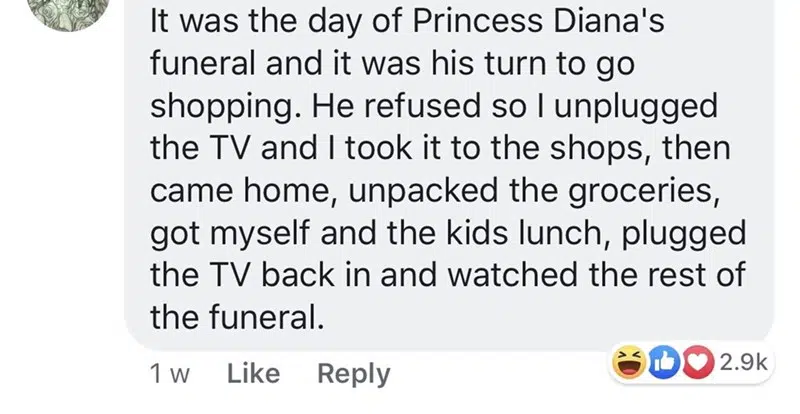 It was the day of Princess Diana's
funeral and it was his turn to go
shopping. He refused so I unplugged
the TV and I took it to the shops, then
came home, unpacked the groceries,
got myself and the kids lunch, plugged
the TV back in and watched the rest of
the funeral.
1 w Like Reply 2.9k